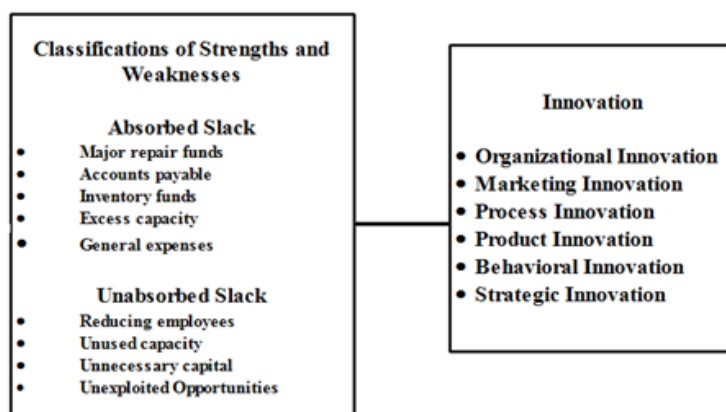 Classifications of Strengths and
Weaknesses
Absorbed Slack
• Major repair funds
• Accounts payable
• Inventory funds
• Excess capacity
• General expenses
Unabsorbed Slack
• Reducing employees
• Unused capacity
• Unnecessary capital
• Unexploited Opportunities
Innovation
• Organizational Innovation
• Marketing Innovation
• Process Innovation
• Product Innovation
• Behavioral Innovation
• Strategic Innovation